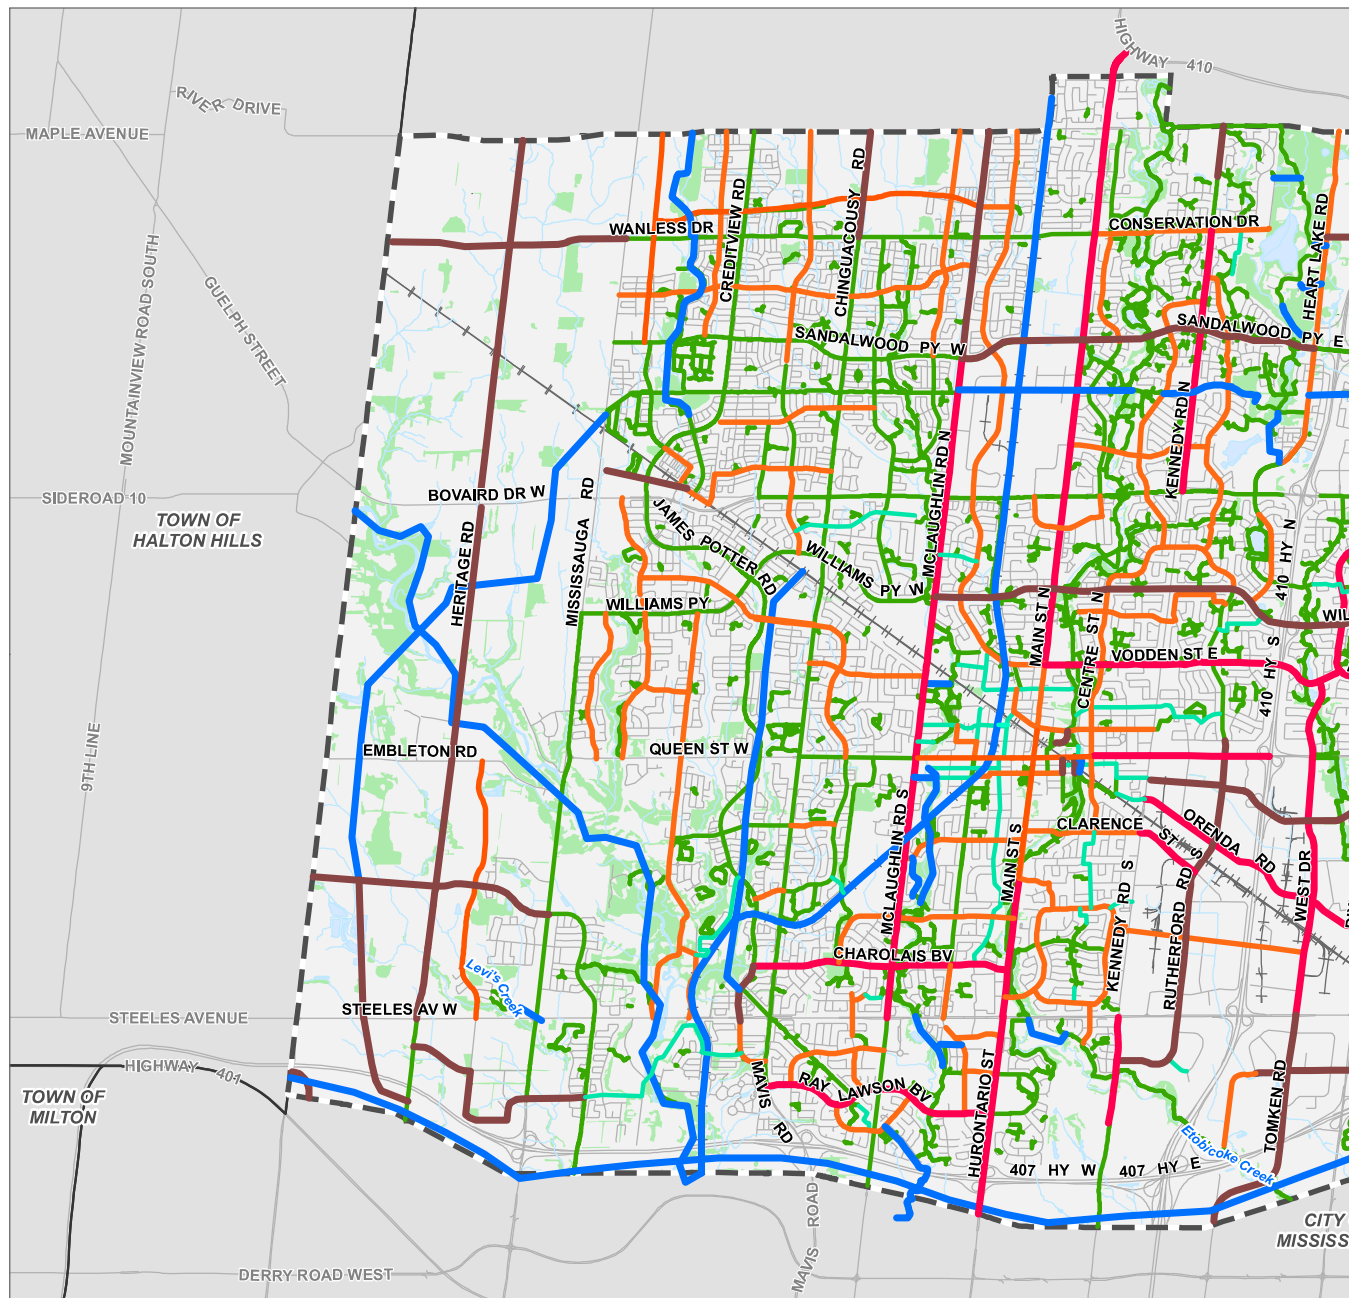 HIGHWAY 410
RIVER DRIVE
MAPLE AVENUE
WANLESS DR
CREDITVIEW RD
CHINGUACOUSY RD
CONSERVATION DR
HEART LAKE RD
MOUNTAINVIEW ROAD SOUTH
GUELPH STREET
SANDALWOOD PY W
SANDALWOOD PY E
KENNEDY RD N
MCLAUGHLIN RD N
SIDEROAD 10
BOVAIRD DR W
TOWN OF
HALTON HILLS
HERITAGE RD
MISSISSAUGA RD
JAMES POTTER RD
WILLIAMS PY W
WILLIAMS PY
410 HY N
WIL
MAIN ST N
CENTRE ST N
VODDEN ST E
410 HY S
9TH LINE
EMBLETON RD
QUEEN ST W
MCLAUGHLIN RD S
MAIN ST S
CLARENCE ST
ORENDA RD
KENNEDY RD S
RUTHERFORD RD S
WEST DR
CHAROLAIS BV
Levi's Creek
STEELES AV W
STEELES AVENUE
HIGHWAY 401
TOWN OF
MILTON
MAVIS RD
RAY LAWSON BV
HURONTARIO ST
TOMKEN RD
Etobicoke Creek
407 HY W
407 HY E
MAVIS ROAD
CITY
MISSISS
DERRY ROAD WEST